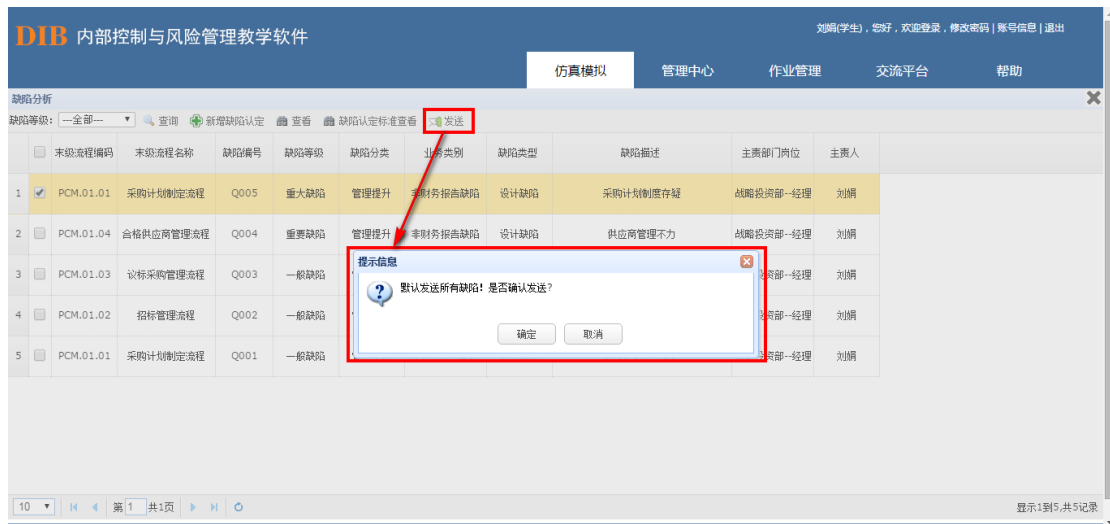 DIB 内部控制与风险管理教学软件
刘娟(学生)，您好，欢迎登录，修改密码 | 账号信息 | 退出
仿真模拟 管理中心 作业管理 交流平台 帮助
缺陷分析
缺陷等级: ---全部--- 查询 新增缺陷认定 查看 缺陷认定标准查看 发送
末级流程编码 末级流程名称 缺陷编号 缺陷等级 缺陷分类 业务类别 缺陷类型 缺陷描述 主责部门岗位 主责人
1 PCM.01.01 采购计划制定流程 Q005 重大缺陷 管理提升 非财务报告缺陷 设计缺陷 采购计划制度存疑 战略投资部--经理 刘娟
2 PCM.01.04 合格供应商管理流程 Q004 重要缺陷 管理提升 非财务报告缺陷 设计缺陷 供应商管理不力 战略投资部--经理 刘娟
提示信息
3 PCM.01.03 议标采购管理流程 Q003 一般缺陷 资部--经理 刘娟
默认发送所有缺陷！是否确认发送?
4 PCM.01.02 招标管理流程 Q002 一般缺陷 资部--经理 刘娟
确定 取消
5 PCM.01.01 采购计划制定流程 Q001 一般缺陷 资部--经理 刘娟
10 第 1 共1页 显示1到5,共5记录